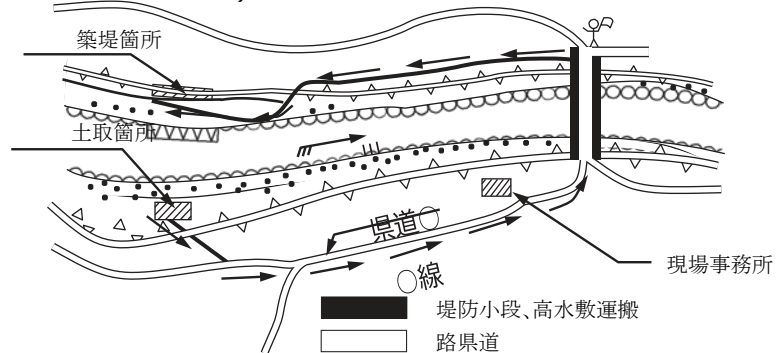 築堤箇所
土取箇所
県道○
○線
現場事務所
堤防小段、高水敷運搬
路県道